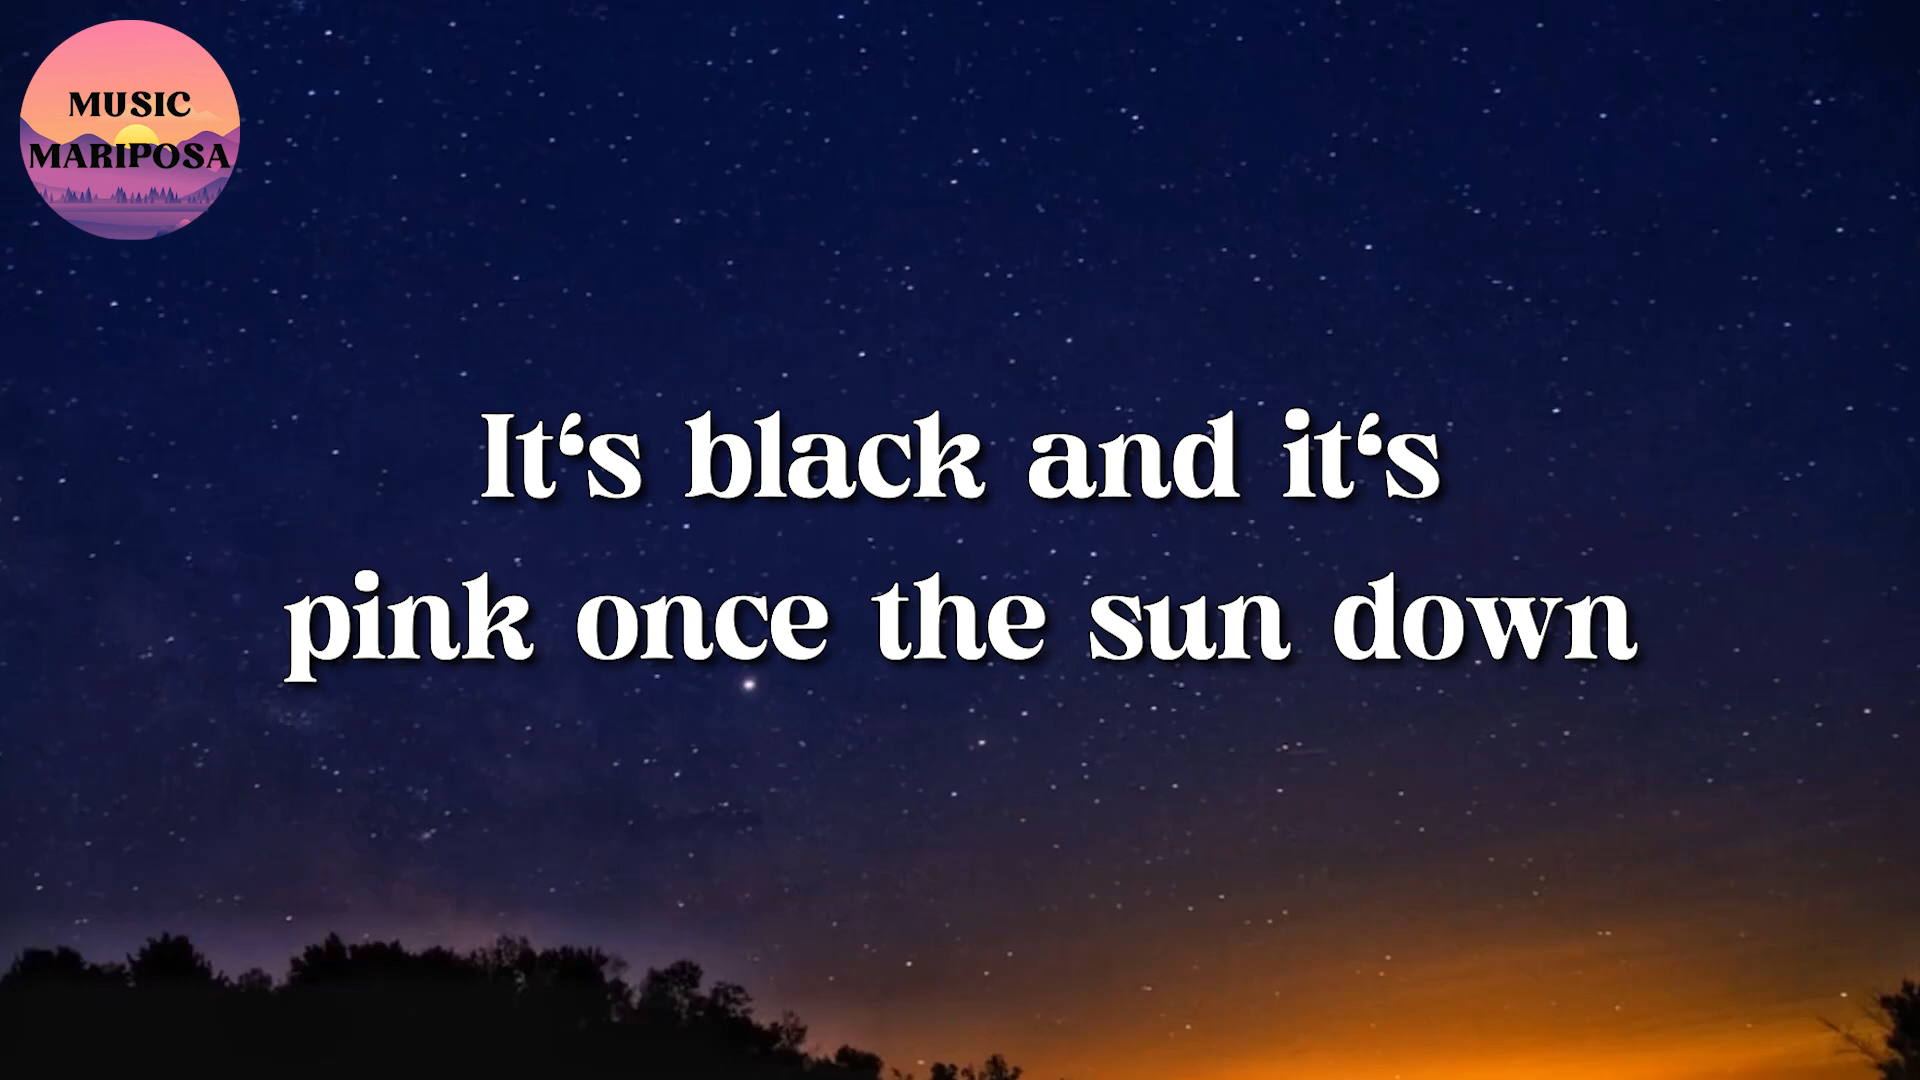 MUSIC
MARIPOSA
It‘s black and it‘s
pink once the sun down